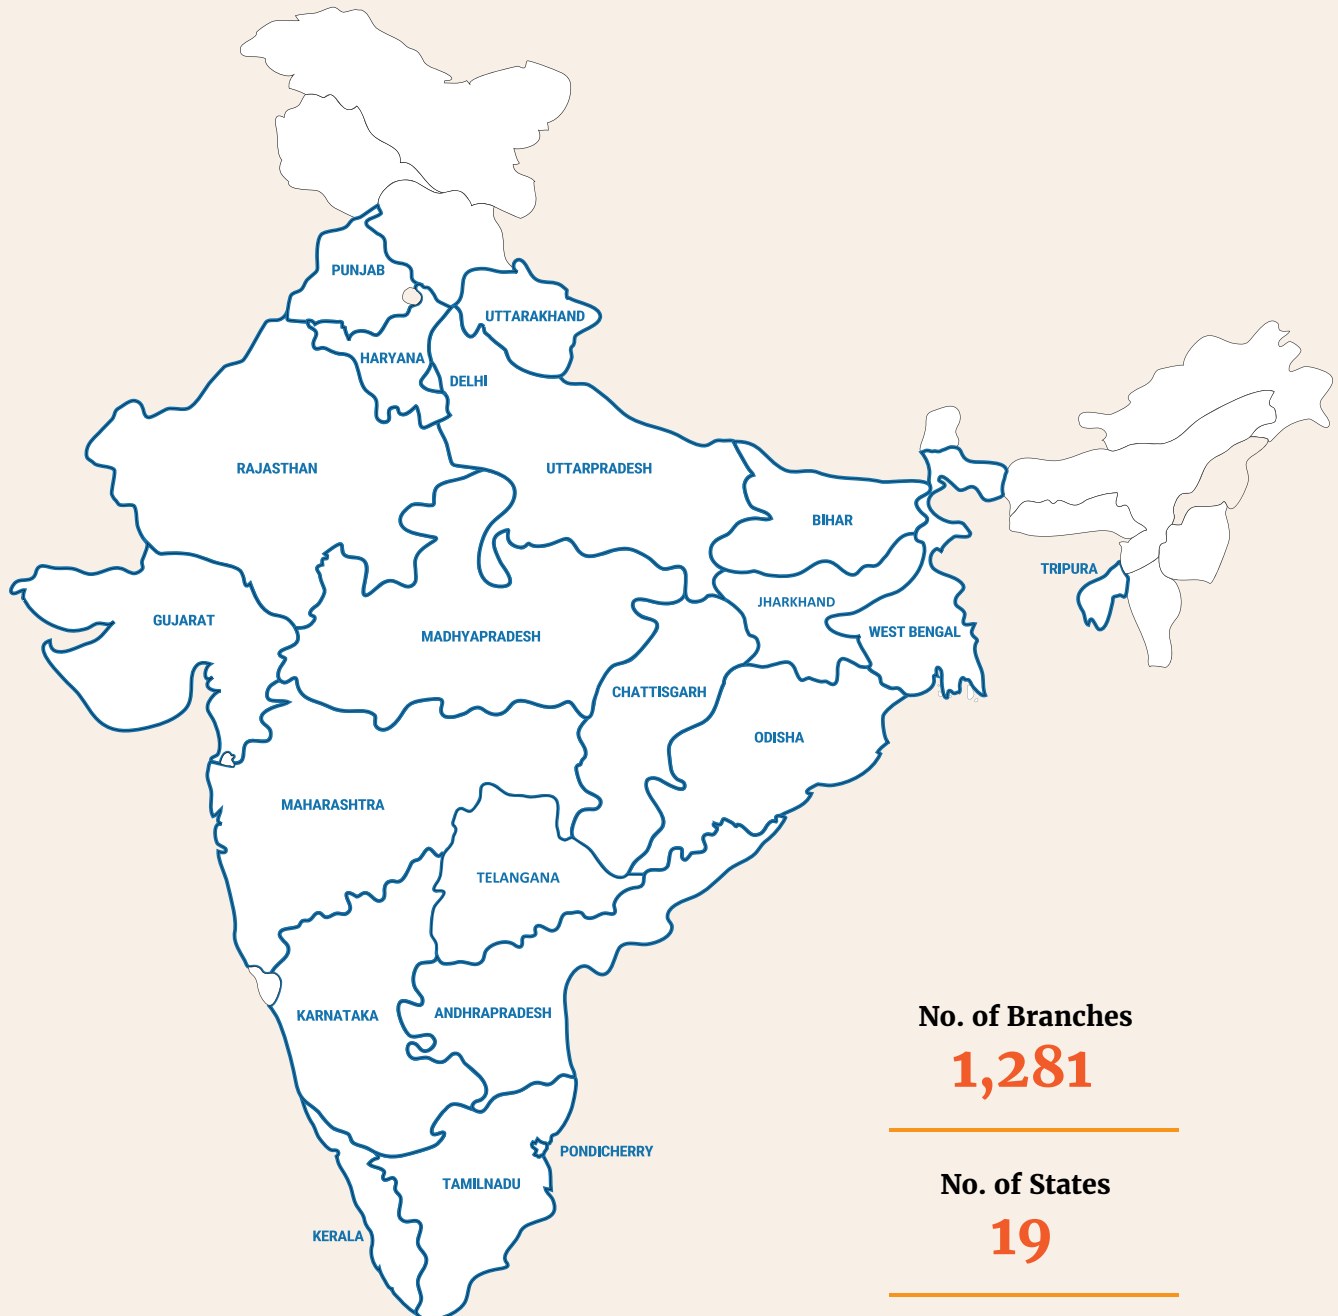 PUNJAB
UTTARAKHAND
HARYANA
DELHI
RAJASTHAN
UTTARPRADESH
BIHAR
TRIPURA
JHARKHAND
GUJARAT
WEST BENGAL
MADHYAPRADESH
CHATTISGARH
ODISHA
MAHARASHTRA
TELANGANA
KARNATAKA
ANDHRAPRADESH
No. of Branches
1,281
PONDICHERRY
TAMILNADU
No. of States
19
KERALA